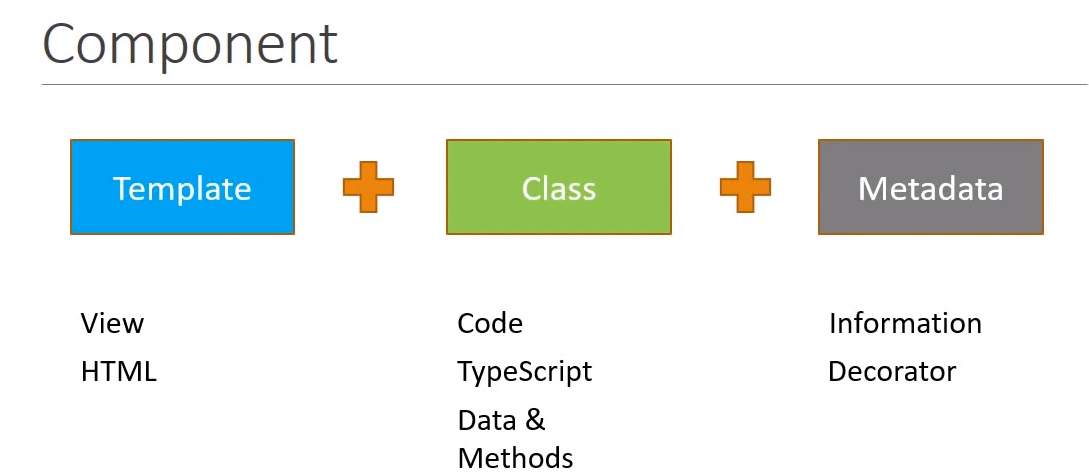 Component
Template
Class
Metadata
View
HTML
Code
TypeScript
Data &
Methods
Information
Decorator